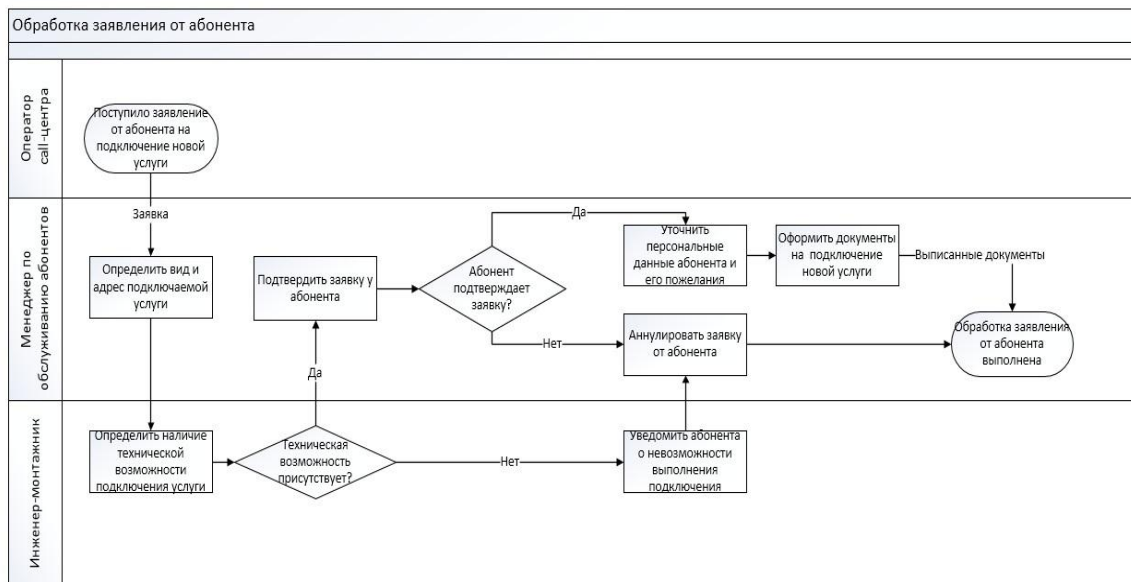 Обработка заявления от абонента
Оператор
call-центра
Поступило заявление
от абонента на
подключение новой
услуги
Заявка
Менеджер по
обслуживанию абонентов
Определить вид и
адрес подключаемой
услуги
Подтвердить заявку у
абонента
Абонент
подтверждает
заявку?
Да
Уточнить
персональные
данные абонента и
его пожелания
Оформить документы
на подключение
новой услуги
Выписанные документы
Нет
Аннулировать заявку
от абонента
Обработка заявления
от абонента
выполнена
Да
Инженер-монтажник
Определить наличие
технической
возможности
подключения услуги
Техническая
возможность
присутствует?
Нет
Уведомить абонента
о невозможности
выполнения
подключения